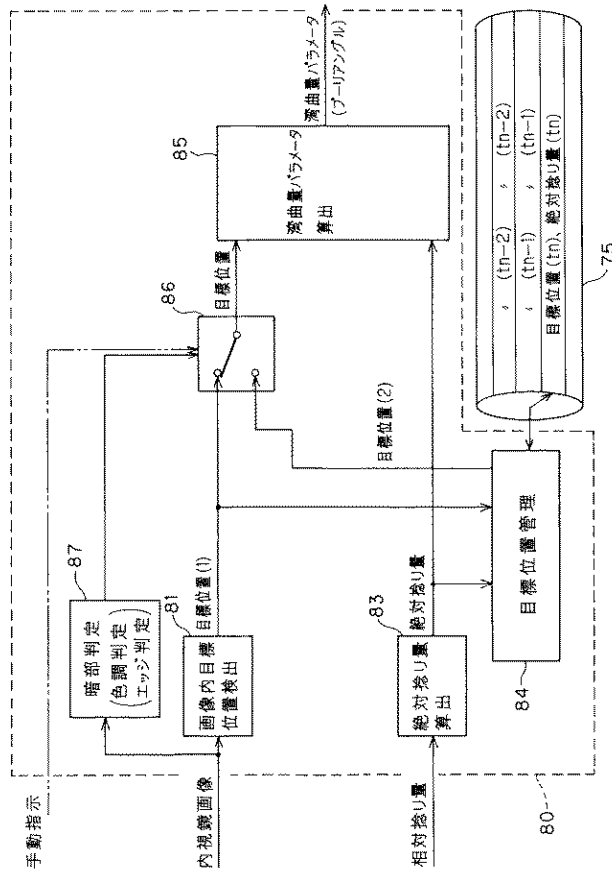 手動指示
内視鏡画像
相対捻り量
87
暗部判定
(色調判定
エッジ判定)
81
画像内目標
位置検出
目標位置(1)
83
絶対捻り量
算出
絶対捻り量
86
目標位置
目標位置(2)
85
湾曲量パラメータ
算出
湾曲量パラメータ
(プーリアングル)
84
目標位置管理
〃 (tn-2) 〃 (tn-2)
〃 (tn-1) 〃 (tn-1)
目標位置(tn)、絶対捻り量(tn)
75
80